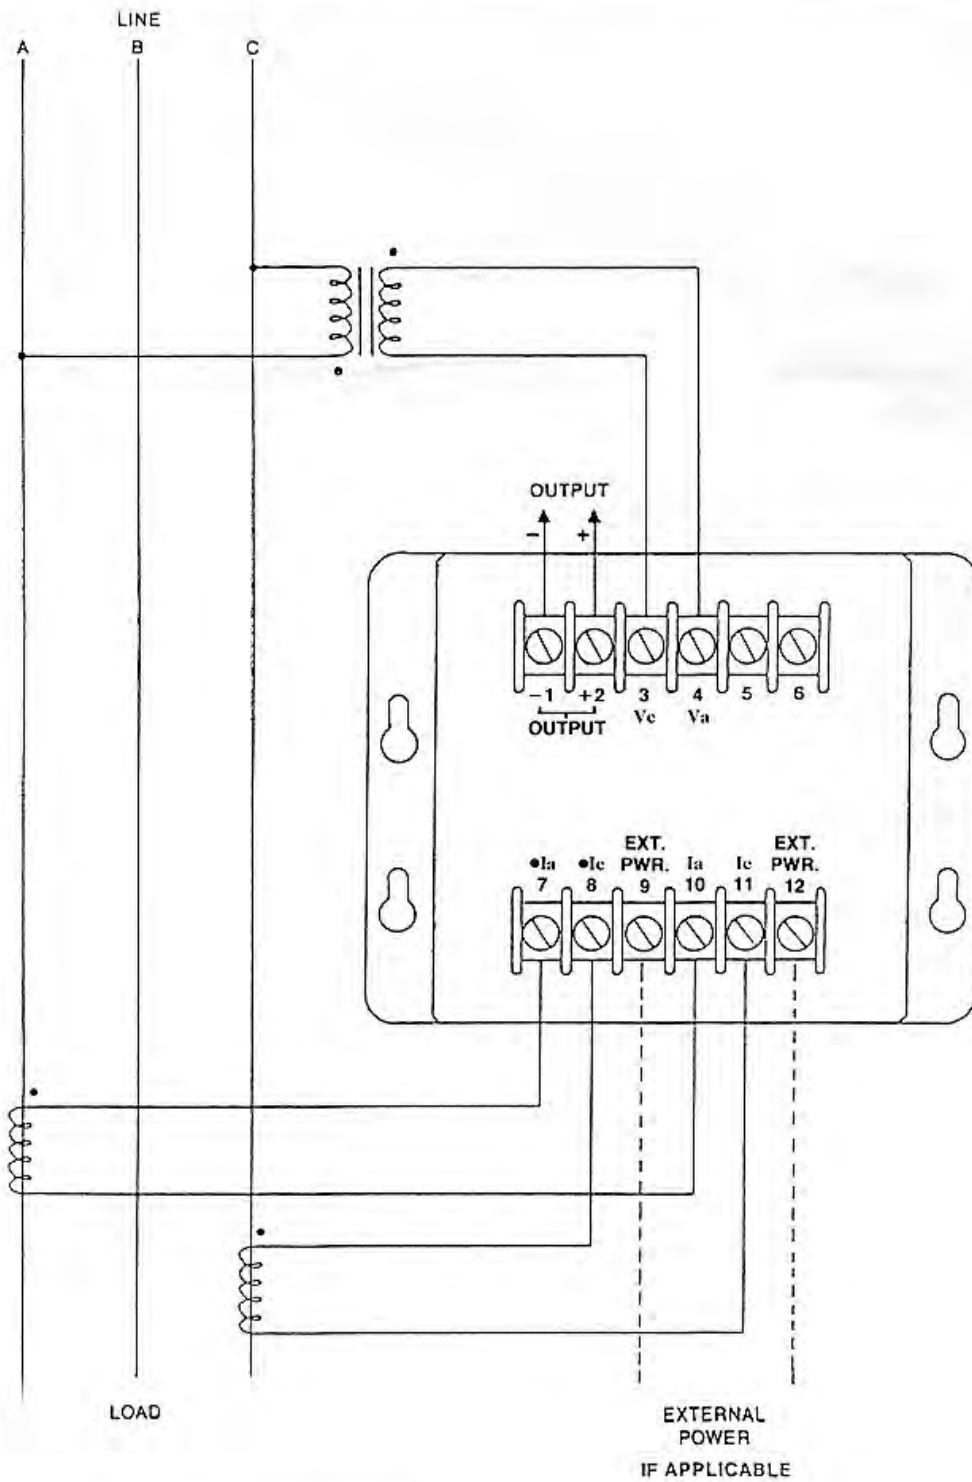 LINE
A B C
OUTPUT
− +
−1 +2 3 4 5 6
Vc Va
OUTPUT
EXT. EXT.
•Ia •Ic PWR. Ia Ic PWR.
7 8 9 10 11 12
LOAD
EXTERNAL
POWER
IF APPLICABLE